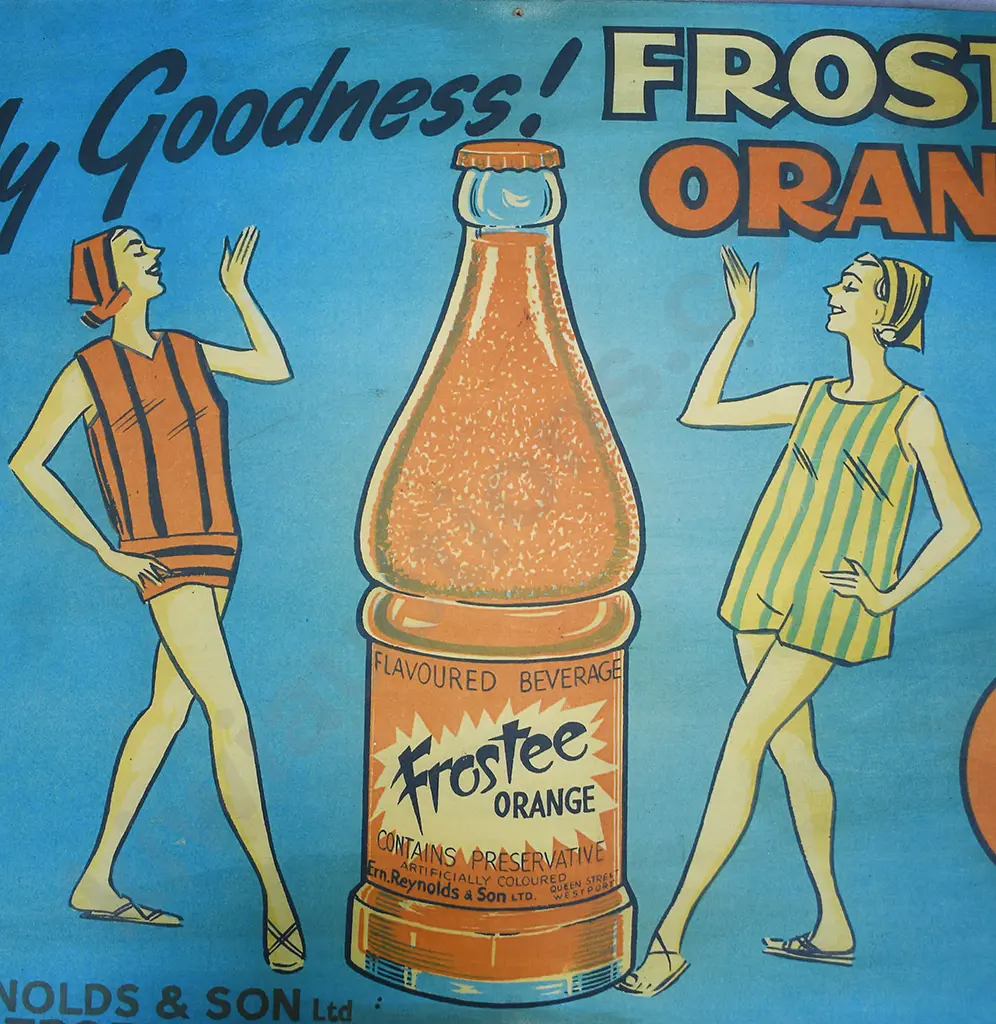 My Goodness!
FROST
ORAN
FLAVOURED BEVERAGE
Frostee
ORANGE
CONTAINS PRESERVATIVE
ARTIFICIALLY COLOURED
Ern. Reynolds & Son LTD.
QUEEN STREET
WESTPORT
NOLDS & SON Ltd